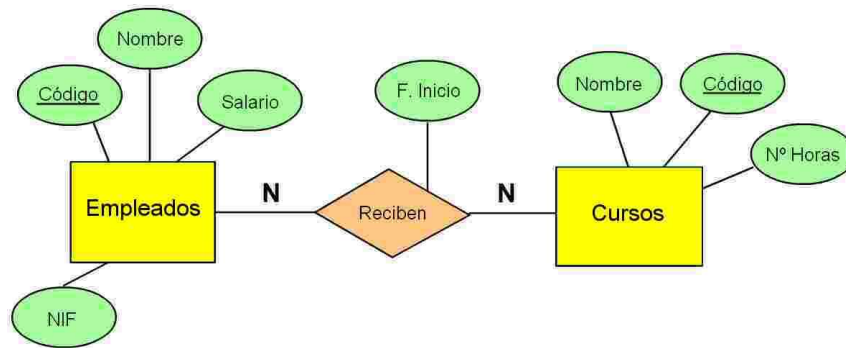 Nombre
Código
Salario
F. Inicio
Nombre
Código
Nº Horas
Empleados
N
Reciben
N
Cursos
NIF